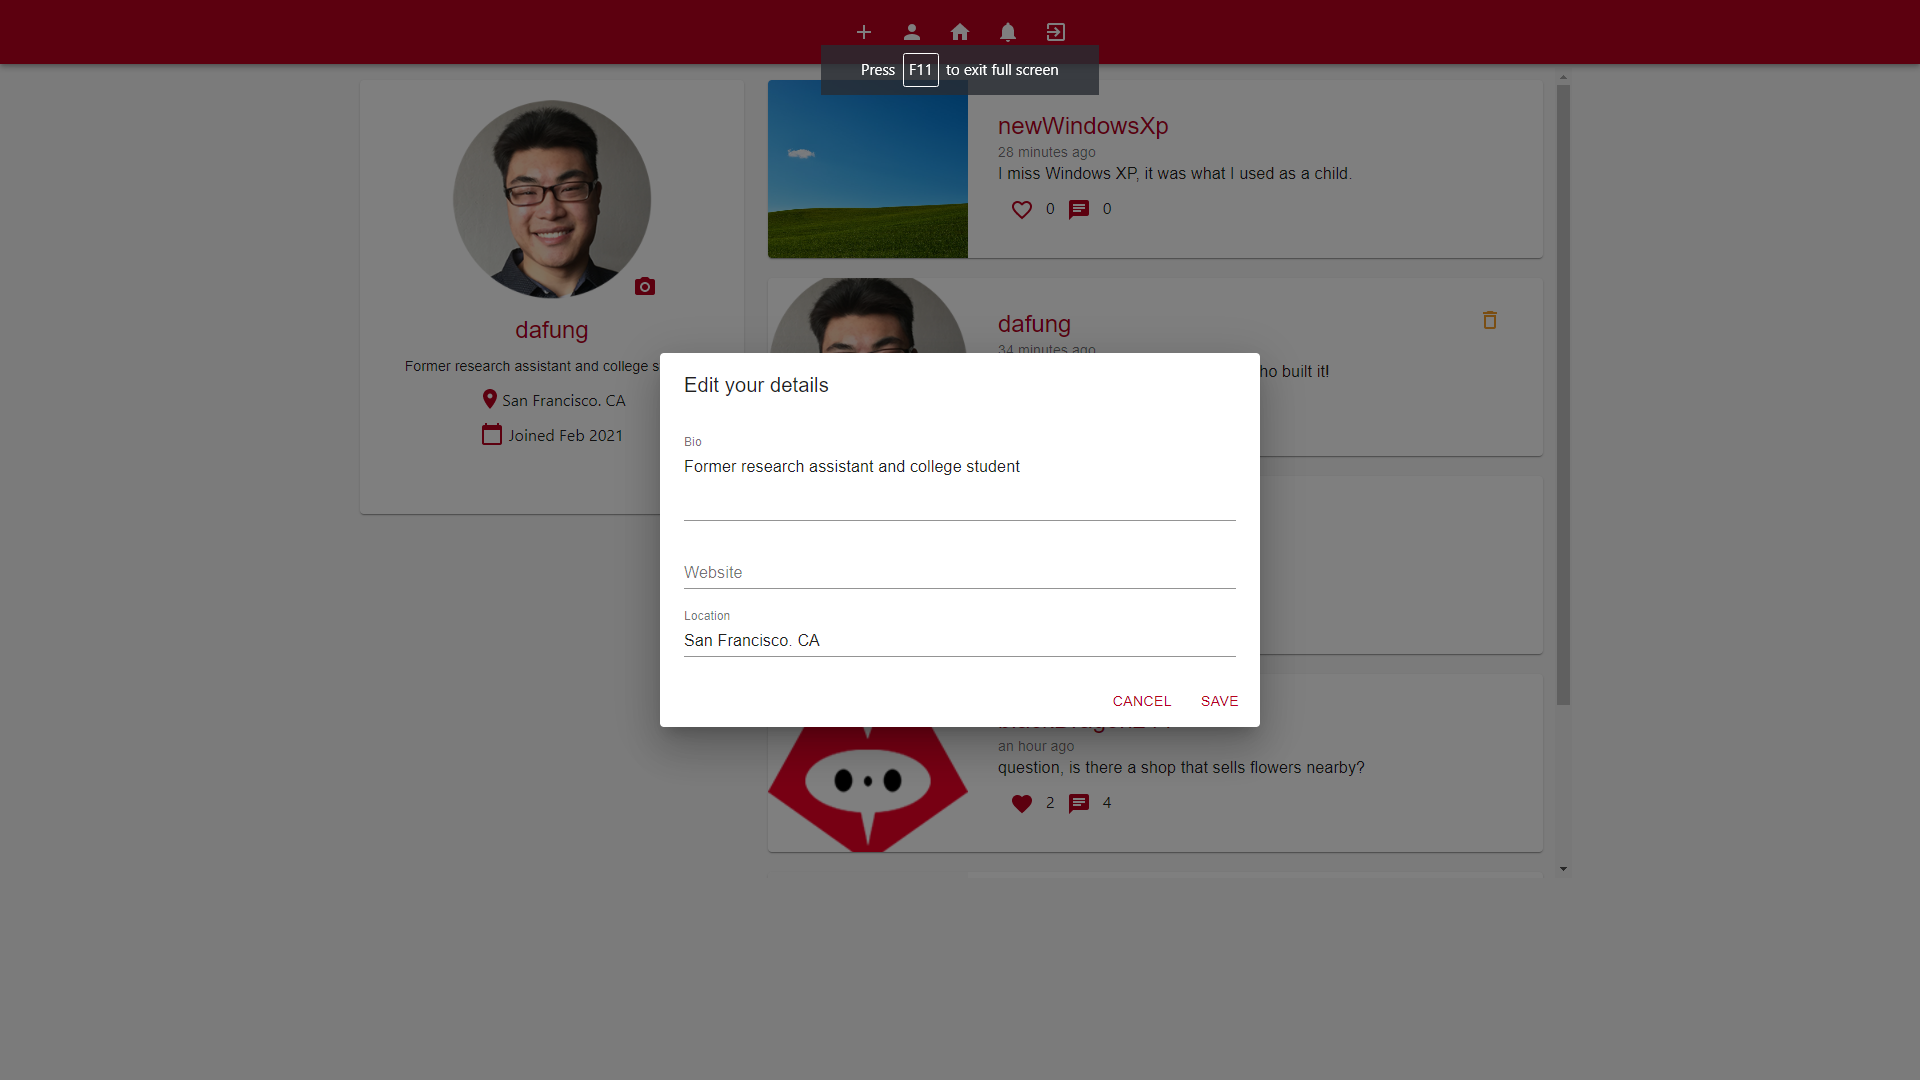 Press F11 to exit full screen
newWindowsXp
28 minutes ago
I miss Windows XP, it was what I used as a child.
0 0
dafung
Former research assistant and college s
San Francisco. CA
Joined Feb 2021
dafung
34 minutes ago
ho built it!
Edit your details
Bio
Former research assistant and college student
Website
Location
San Francisco. CA
CANCEL SAVE
an hour ago
question, is there a shop that sells flowers nearby?
2 4